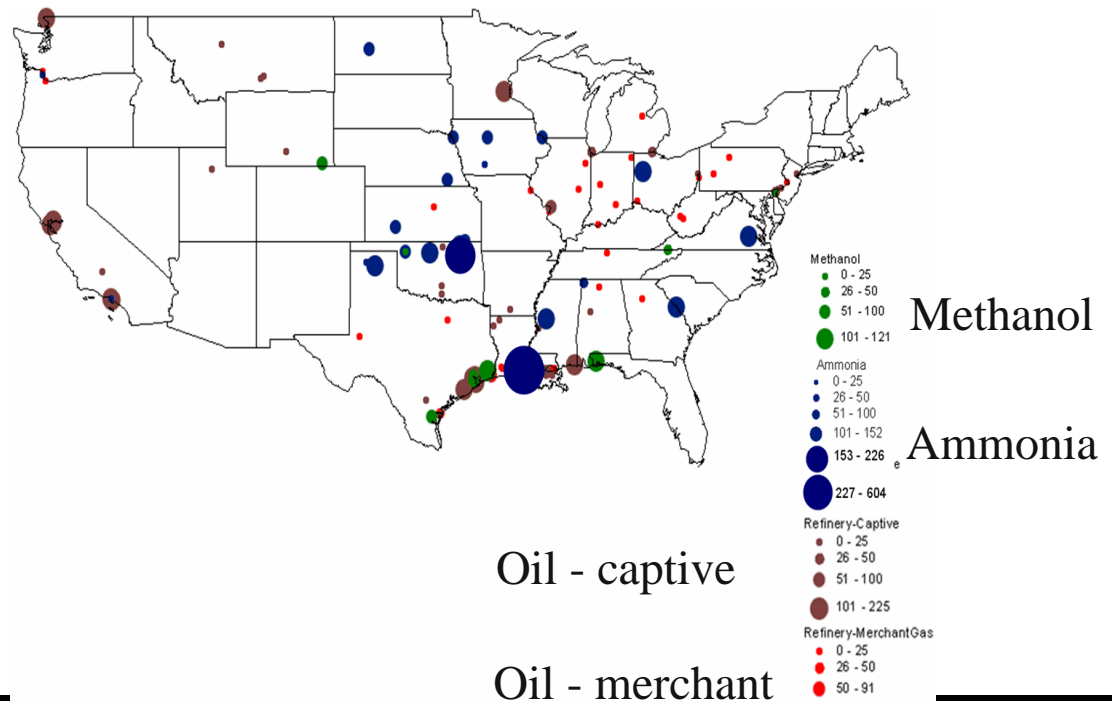 Methanol
0 - 25
26 - 50
51 - 100
101 - 121
Methanol
Ammonia
0 - 25
26 - 50
51 - 100
101 - 152
153 - 226
e
227 - 604
Ammonia
Refinery-Captive
0 - 25
26 - 50
51 - 100
101 - 225
Oil - captive
Refinery-MerchantGas
0 - 25
26 - 50
50 - 91
Oil - merchant